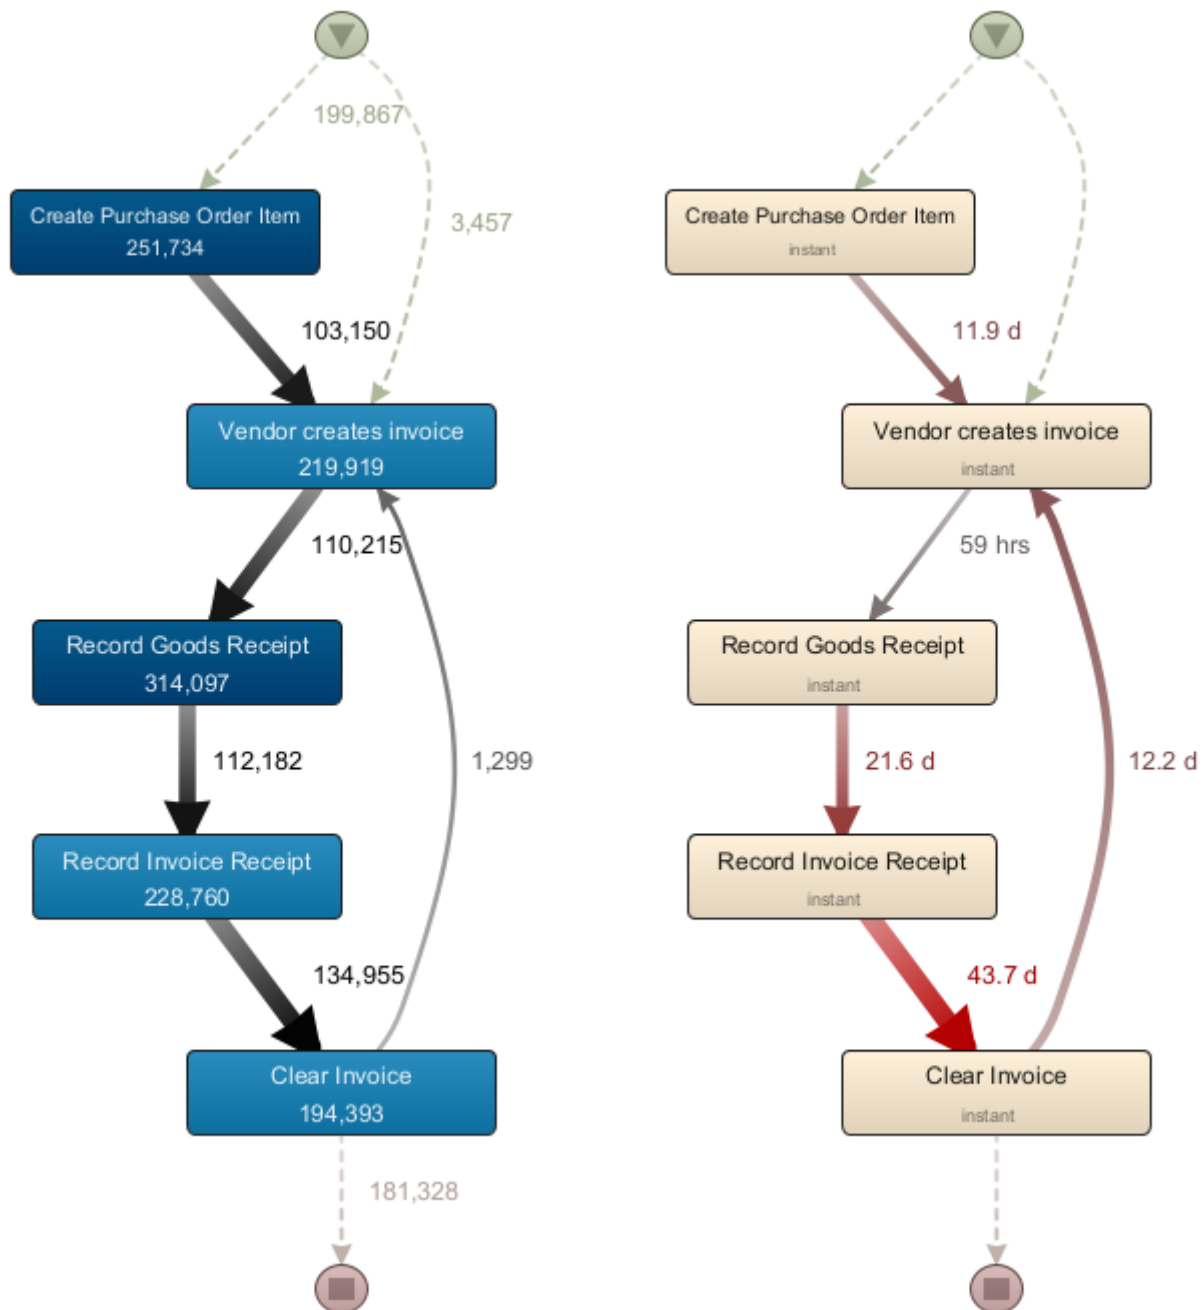 199,867
Create Purchase Order Item
251,734
3,457
103,150
Vendor creates invoice
219,919
110,215
Record Goods Receipt
314,097
112,182
1,299
Record Invoice Receipt
228,760
134,955
Clear Invoice
194,393
181,328
Create Purchase Order Item
instant
11.9 d
Vendor creates invoice
instant
59 hrs
Record Goods Receipt
instant
21.6 d
12.2 d
Record Invoice Receipt
instant
43.7 d
Clear Invoice
instant